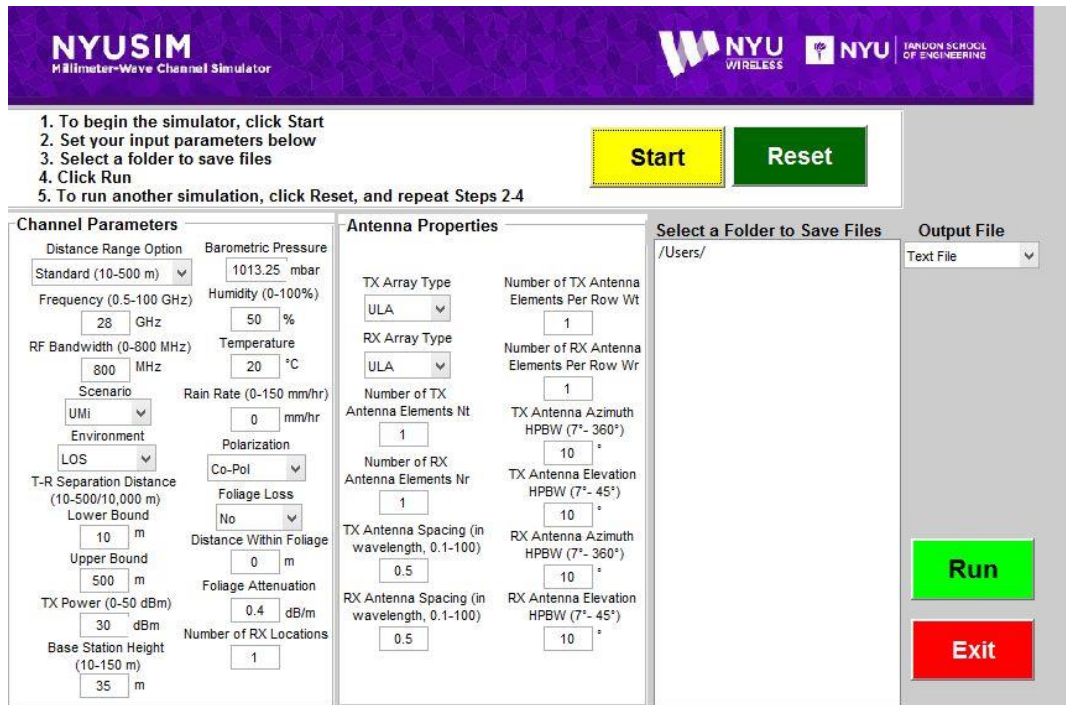 NYUSIM
Millimeter-Wave Channel Simulator
NYU
WIRELESS
NYU
TANDON SCHOOL
OF ENGINEERING
1. To begin the simulator, click Start
2. Set your input parameters below
3. Select a folder to save files
4. Click Run
5. To run another simulation, click Reset, and repeat Steps 2-4
Start
Reset
Channel Parameters
Distance Range Option
Standard (10-500 m)
Frequency (0.5-100 GHz)
28 GHz
RF Bandwidth (0-800 MHz)
800 MHz
Scenario
UMi
Environment
LOS
T-R Separation Distance
(10-500/10,000 m)
Lower Bound
10 m
Upper Bound
500 m
TX Power (0-50 dBm)
30 dBm
Base Station Height
(10-150 m)
35 m
Barometric Pressure
1013.25 mbar
Humidity (0-100%)
50 %
Temperature
20 °C
Rain Rate (0-150 mm/hr)
0 mm/hr
Polarization
Co-Pol
Foliage Loss
No
Distance Within Foliage
0 m
Foliage Attenuation
0.4 dB/m
Number of RX Locations
1
Antenna Properties
TX Array Type
ULA
RX Array Type
ULA
Number of TX
Antenna Elements Nt
1
Number of RX
Antenna Elements Nr
1
TX Antenna Spacing (in
wavelength, 0.1-100)
0.5
RX Antenna Spacing (in
wavelength, 0.1-100)
0.5
Number of TX Antenna
Elements Per Row Wt
1
Number of RX Antenna
Elements Per Row Wr
1
TX Antenna Azimuth
HPBW (7°- 360°)
10 °
TX Antenna Elevation
HPBW (7°- 45°)
10 °
RX Antenna Azimuth
HPBW (7°- 360°)
10 °
RX Antenna Elevation
HPBW (7°- 45°)
10 °
Select a Folder to Save Files
/Users/
Output File
Text File
Run
Exit